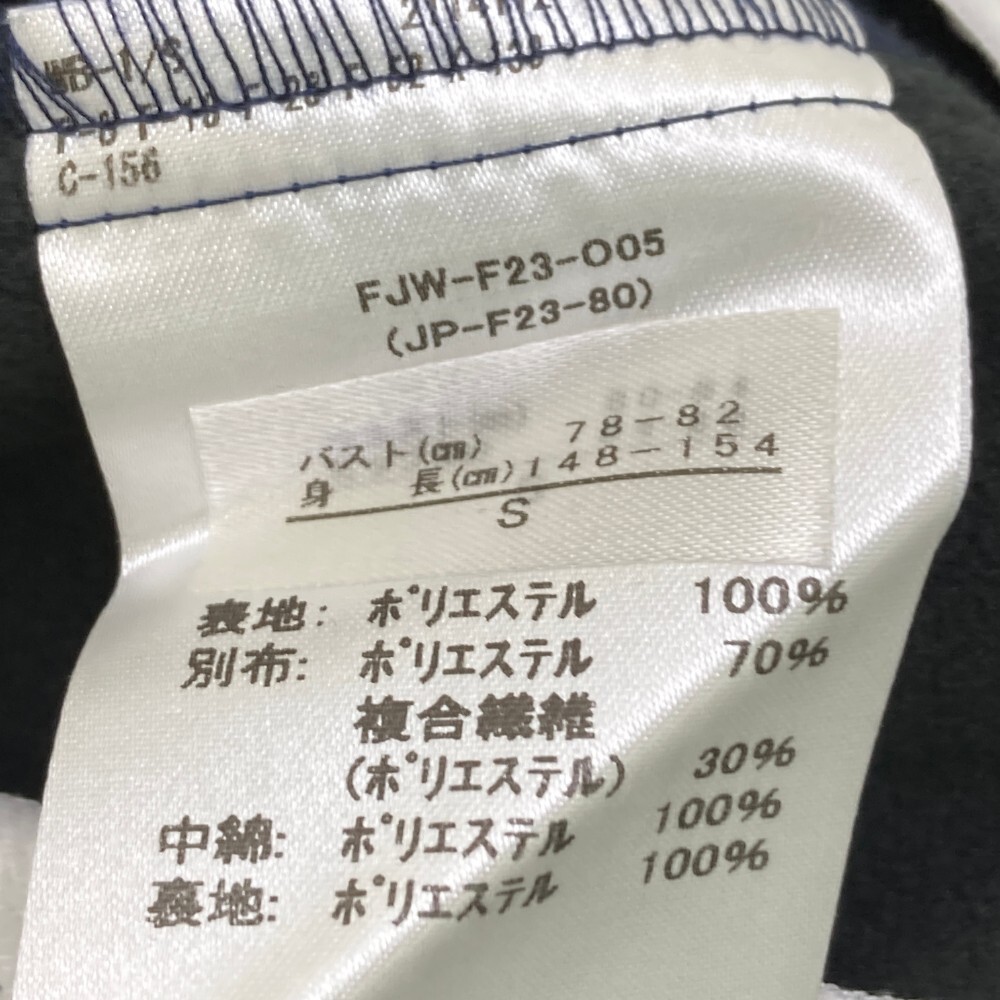 C-156
FJW-F23-O05
(JP-F23-80)
バスト(cm) 78-82
身 長(cm) 148-154
S
表地: ポリエステル 100%
別布: ポリエステル 70%
複合繊維
(ポリエステル) 30%
中綿: ポリエステル 100%
裏地: ポリエステル 100%